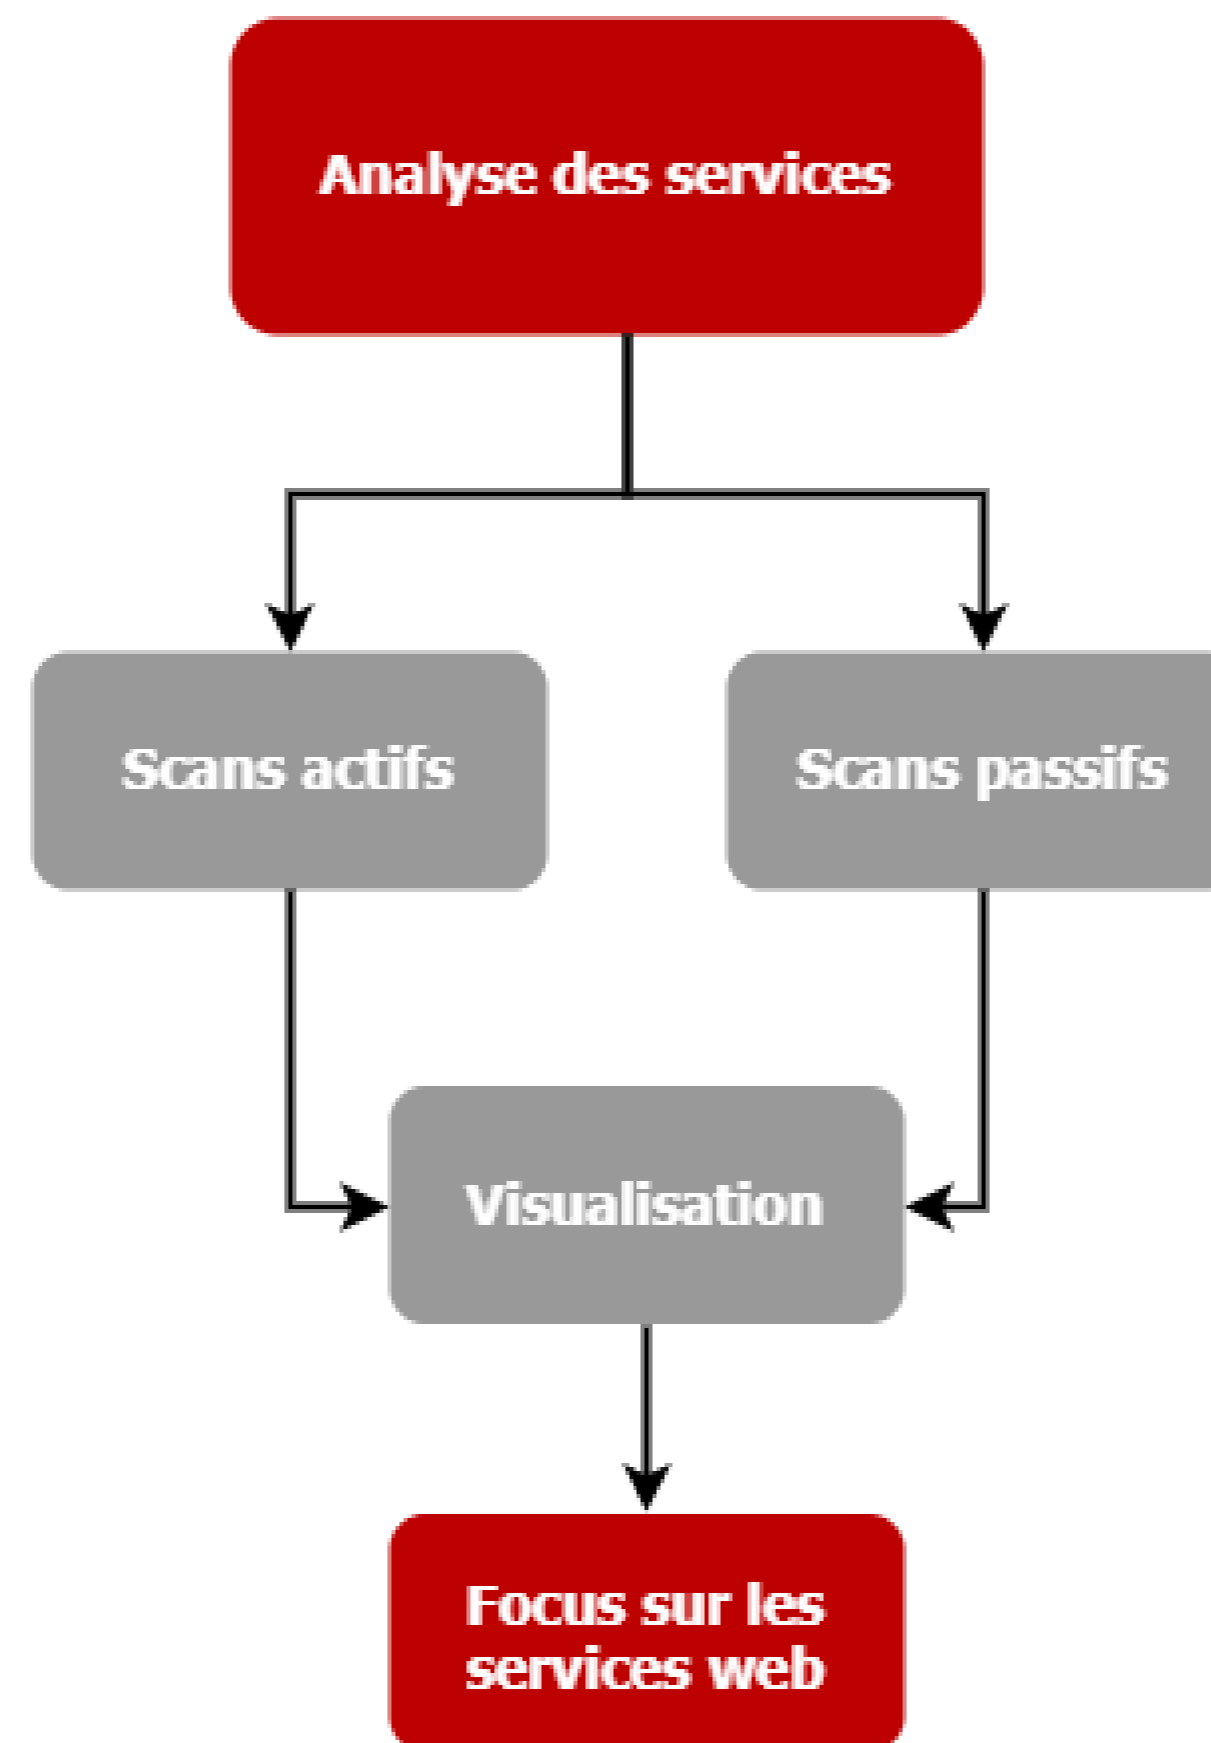 Analyse des services
Scans actifs
Scans passifs
Visualisation
Focus sur les
services web